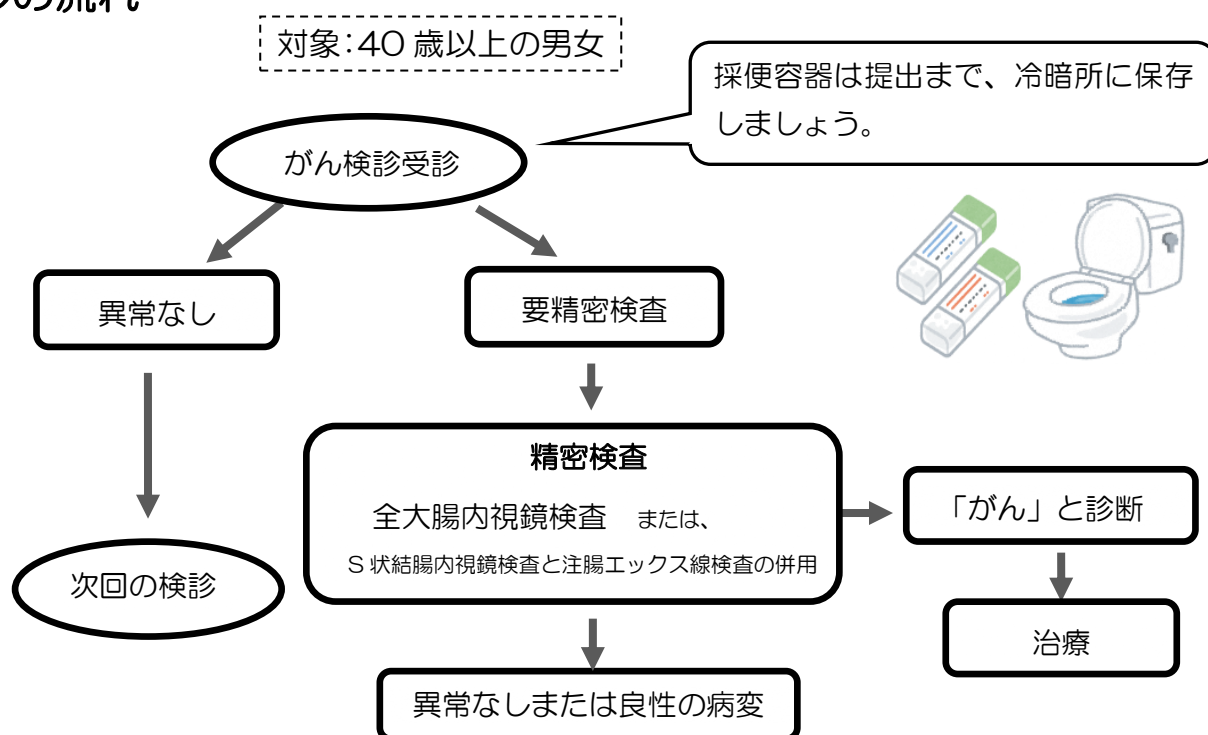 の流れ
対象：40 歳以上の男女
採便容器は提出まで、冷暗所に保存
しましょう。
がん検診受診
異常なし
要精密検査
精密検査
全大腸内視鏡検査 または、
S 状結腸内視鏡検査と注腸エックス線検査の併用
「がん」と診断
次回の検診
治療
異常なしまたは良性の病変